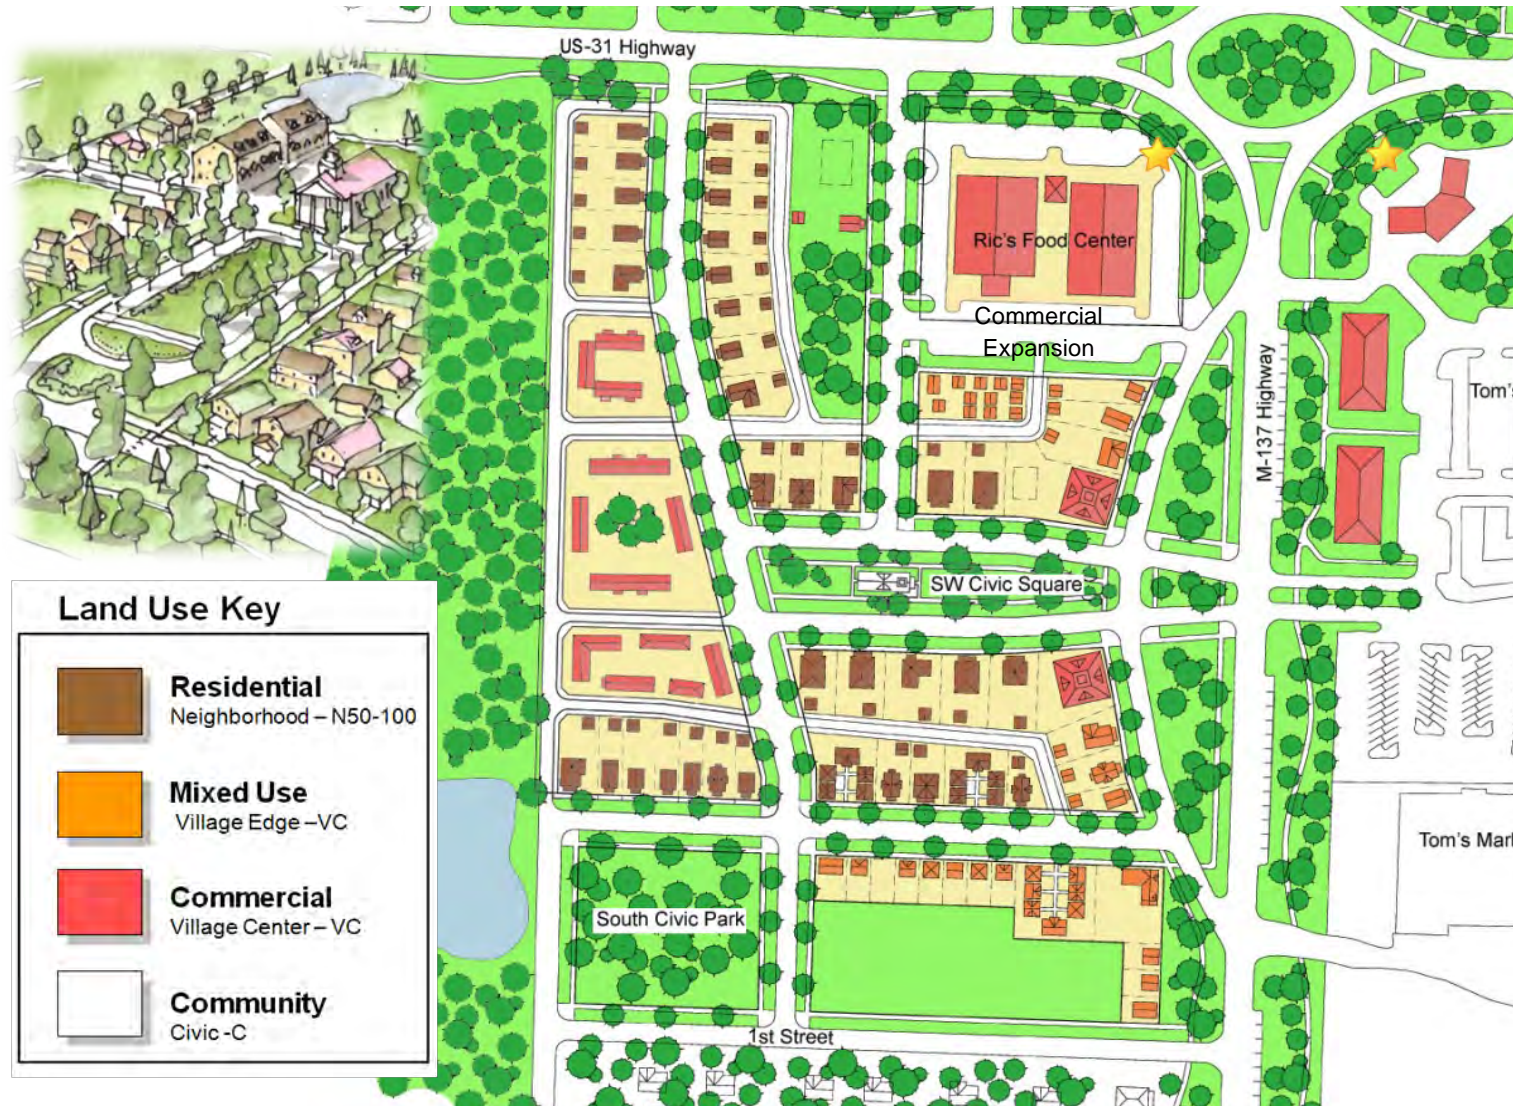 US-31 Highway
Ric's Food Center
Commercial
Expansion
M-137 Highway
Tom's
SW Civic Square
Land Use Key
Residential
Neighborhood – N50-100
Mixed Use
Village Edge –VC
Commercial
Village Center – VC
Community
Civic -C
Tom's Mar
South Civic Park
1st Street